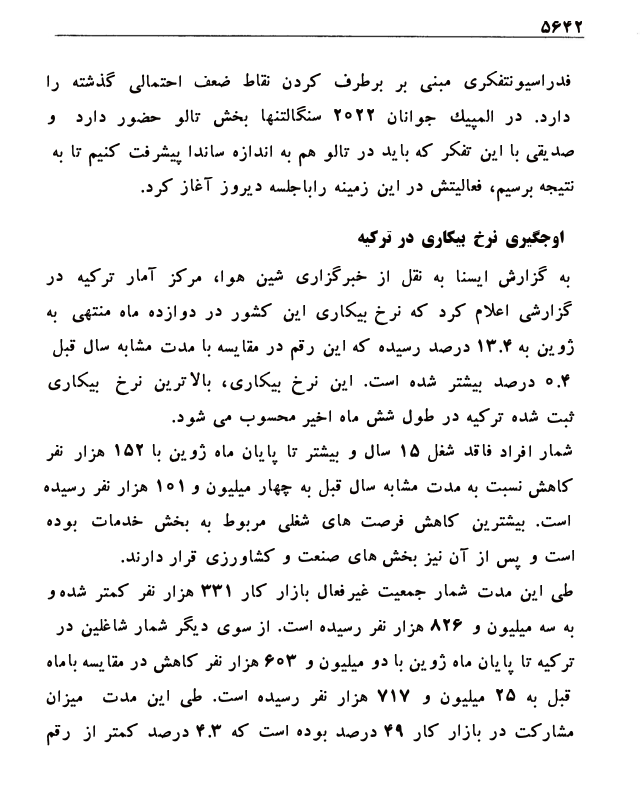 ۵۶۴۲
فدراسیونتفکری مبنی بر برطرف کردن نقاط ضعف احتمالی گذشته را
دارد. در المپیك جوانان ۲۰۲۲ سنگالتنها بخش تالو حضور دارد و
صدیقی با این تفکر که باید در تالو هم به اندازه ساندا پیشرفت کنیم تا به
نتیجه برسیم، فعالیتش در این زمینه راباجلسه دیروز آغاز کرد.
اوجگیری نرخ بیکاری در ترکیه
به گزارش ایسنا به نقل از خبرگزاری شین هوا، مرکز آمار ترکیه در
گزارشی اعلام کرد که نرخ بیکاری این کشور در دوازده ماه منتهی به
ژوین به ۱۳.۴ درصد رسیده که این رقم در مقایسه با مدت مشابه سال قبل
۰.۴ درصد بیشتر شده است. این نرخ بیکاری، بالاترین نرخ بیکاری
ثبت شده ترکیه در طول شش ماه اخیر محسوب می شود.
شمار افراد فاقد شغل ۱۵ سال و بیشتر تا پایان ماه ژوین با ۱۵۲ هزار نفر
کاهش نسبت به مدت مشابه سال قبل به چهار میلیون و ۱۰۱ هزار نفر رسیده
است. بیشترین کاهش فرصت های شغلی مربوط به بخش خدمات بوده
است و پس از آن نیز بخش های صنعت و کشاورزی قرار دارند.
طی این مدت شمار جمعیت غیرفعال بازار کار ۳۳۱ هزار نفر کمتر شده و
به سه میلیون و ۸۲۶ هزار نفر رسیده است. از سوی دیگر شمار شاغلین در
ترکیه تا پایان ماه ژوین با دو میلیون و ۶۰۳ هزار نفر کاهش در مقایسه باماه
قبل به ۲۵ میلیون و ۷۱۷ هزار نفر رسیده است. طی این مدت میزان
مشارکت در بازار کار ۴۹ درصد بوده است که ۴.۳ درصد کمتر از رقم